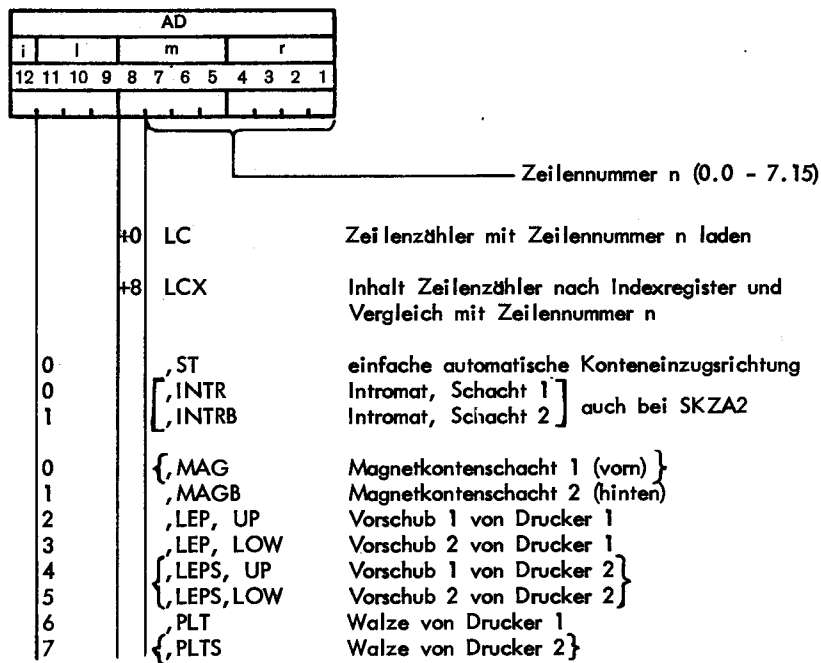 AD
i l m r
12 11 10 9 8 7 6 5 4 3 2 1
Zeilennummer n (0.0 - 7.15)
+0 LC Zeilenzähler mit Zeilennummer n laden
+8 LCX Inhalt Zeilenzähler nach Indexregister und
Vergleich mit Zeilennummer n
0 ,ST einfache automatische Konteneinzugsrichtung
0 [,INTR Intromat, Schacht 1 ]
1 ,INTRB Intromat, Schacht 2 auch bei SKZA2
0 {,MAG Magnetkontenschacht 1 (vorn) }
1 ,MAGB Magnetkontenschacht 2 (hinten)
2 ,LEP, UP Vorschub 1 von Drucker 1
3 ,LEP, LOW Vorschub 2 von Drucker 1
4 {,LEPS, UP Vorschub 1 von Drucker 2 }
5 ,LEPS,LOW Vorschub 2 von Drucker 2
6 ,PLT Walze von Drucker 1
7 {,PLTS Walze von Drucker 2}